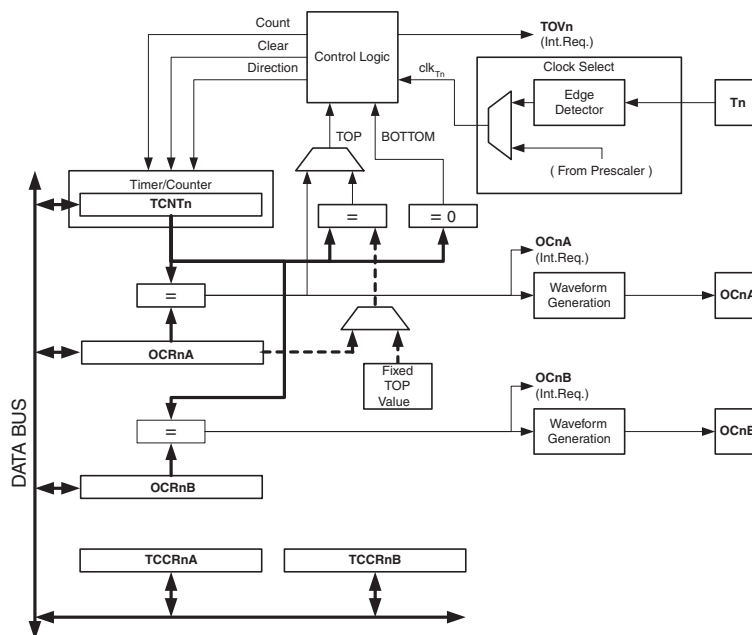 Count
Clear
Direction
Control Logic
TOVn
(Int.Req.)
clkTn
Clock Select
Edge
Detector
Tn
( From Prescaler )
TOP
BOTTOM
Timer/Counter
TCNTn
=
= 0
OCnA
(Int.Req.)
=
Waveform
Generation
OCnA
OCRnA
Fixed
TOP
Value
OCnB
(Int.Req.)
=
Waveform
Generation
OCnB
OCRnB
DATA BUS
TCCRnA
TCCRnB